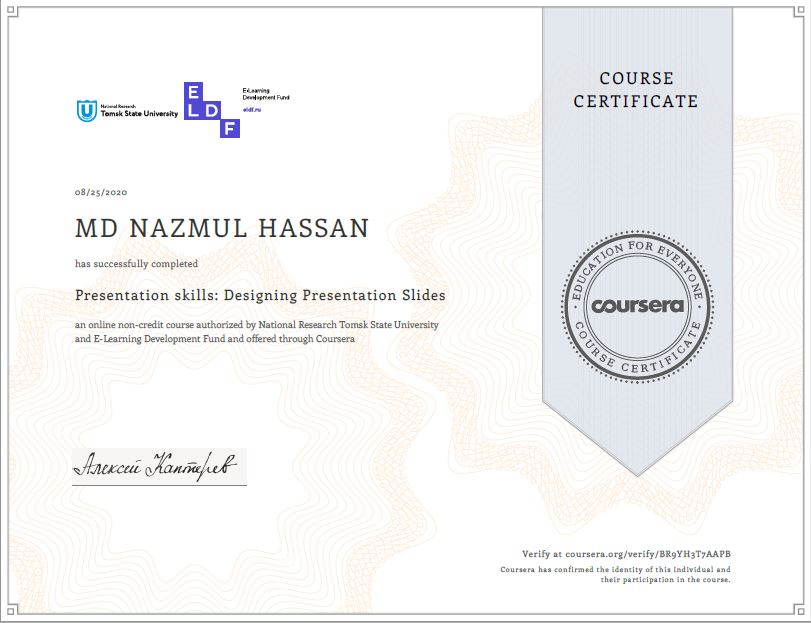 National Research
Tomsk State University
E
L D
F
E-Learning
Development Fund
eldf.ru
COURSE
CERTIFICATE
08/25/2020
MD NAZMUL HASSAN
has successfully completed
Presentation skills: Designing Presentation Slides
an online non-credit course authorized by National Research Tomsk State University
and E-Learning Development Fund and offered through Coursera
EDUCATION FOR EVERYONE
coursera
COURSE CERTIFICATE
Алексей Каптерев
Verify at coursera.org/verify/BR9YH3T7AAPB
Coursera has confirmed the identity of this individual and
their participation in the course.